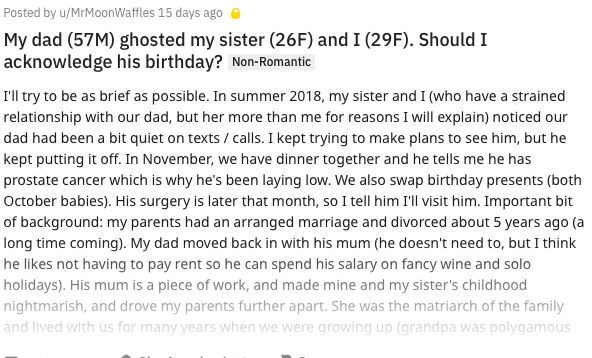 Posted by u/MrMoonWaffles 15 days ago
My dad (57M) ghosted my sister (26F) and I (29F). Should I
acknowledge his birthday? Non-Romantic
I'll try to be as brief as possible. In summer 2018, my sister and I (who have a strained
relationship with our dad, but her more than me for reasons I will explain) noticed our
dad had been a bit quiet on texts / calls. I kept trying to make plans to see him, but he
kept putting it off. In November, we have dinner together and he tells me he has
prostate cancer which is why he's been laying low. We also swap birthday presents (both
October babies). His surgery is later that month, so I tell him I'll visit him. Important bit
of background: my parents had an arranged marriage and divorced about 5 years ago (a
long time coming). My dad moved back in with his mum (he doesn't need to, but I think
he likes not having to pay rent so he can spend his salary on fancy wine and solo
holidays). His mum is a piece of work, and made mine and my sister's childhood
nightmarish, and drove my parents further apart. She was the matriarch of the family
and lived with us for many years when we were growing up (grandpa was polygamous